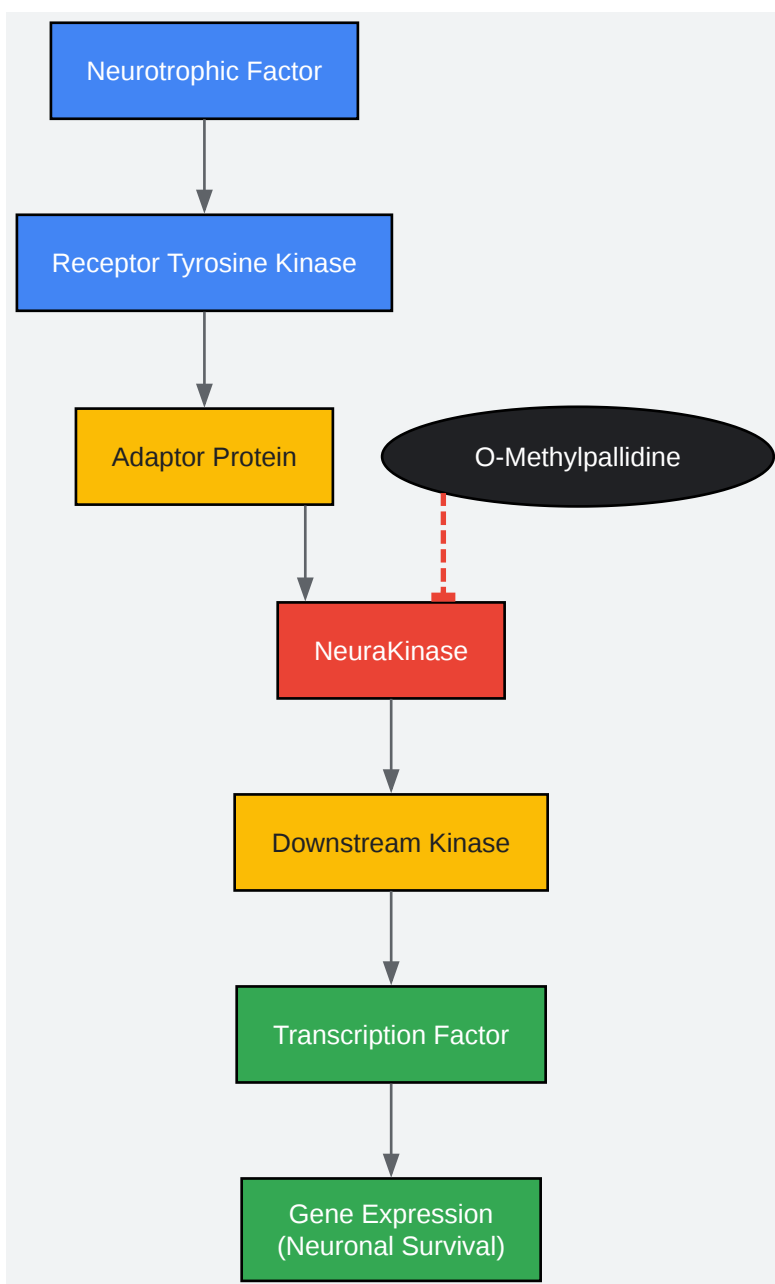 Neurotrophic Factor
Receptor Tyrosine Kinase
Adaptor Protein
O-Methylpallidine
NeuraKinase
Downstream Kinase
Transcription Factor
Gene Expression
(Neuronal Survival)